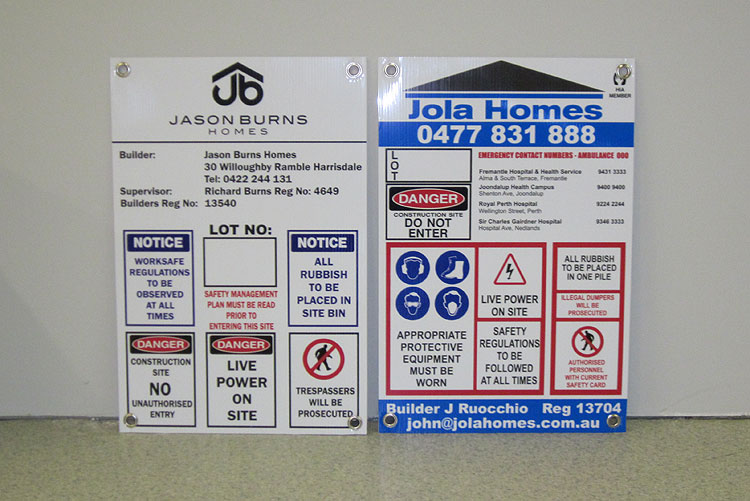 JASON BURNS
HOMES
Builder: Jason Burns Homes
30 Willoughby Ramble Harrisdale
Tel: 0422 244 131
Supervisor: Richard Burns Reg No: 4649
Builders Reg No: 13540
NOTICE
WORKSAFE
REGULATIONS
TO BE
OBSERVED
AT ALL
TIMES
LOT NO:
SAFETY MANAGEMENT
PLAN MUST BE READ
PRIOR TO
ENTERING THIS SITE
NOTICE
ALL
RUBBISH
TO BE
PLACED IN
SITE BIN
DANGER
CONSTRUCTION
SITE
NO
UNAUTHORISED
ENTRY
DANGER
LIVE
POWER
ON
SITE
TRESPASSERS
WILL BE
PROSECUTED
HIA
MEMBER
Jola Homes
0477 831 888
LOT
EMERGENCY CONTACT NUMBERS - AMBULANCE 000
Fremantle Hospital & Health Service 9431 3333
Alma & South Terrace, Fremantle
Joondalup Health Campus 9400 9400
Shenton Ave, Joondalup
Royal Perth Hospital 9224 2244
Wellington Street, Perth
Sir Charles Gairdner Hospital 9346 3333
Hospital Ave, Nedlands
DANGER
CONSTRUCTION SITE
DO NOT
ENTER
APPROPRIATE
PROTECTIVE
EQUIPMENT
MUST BE
WORN
LIVE POWER
ON SITE
SAFETY
REGULATIONS
TO BE
FOLLOWED
AT ALL TIMES
ALL RUBBISH
TO BE PLACED
IN ONE PILE
ILLEGAL DUMPERS
WILL BE
PROSECUTED
AUTHORISED
PERSONNEL
WITH CURRENT
SAFETY CARD
Builder J Ruocchio Reg 13704
john@jolahomes.com.au